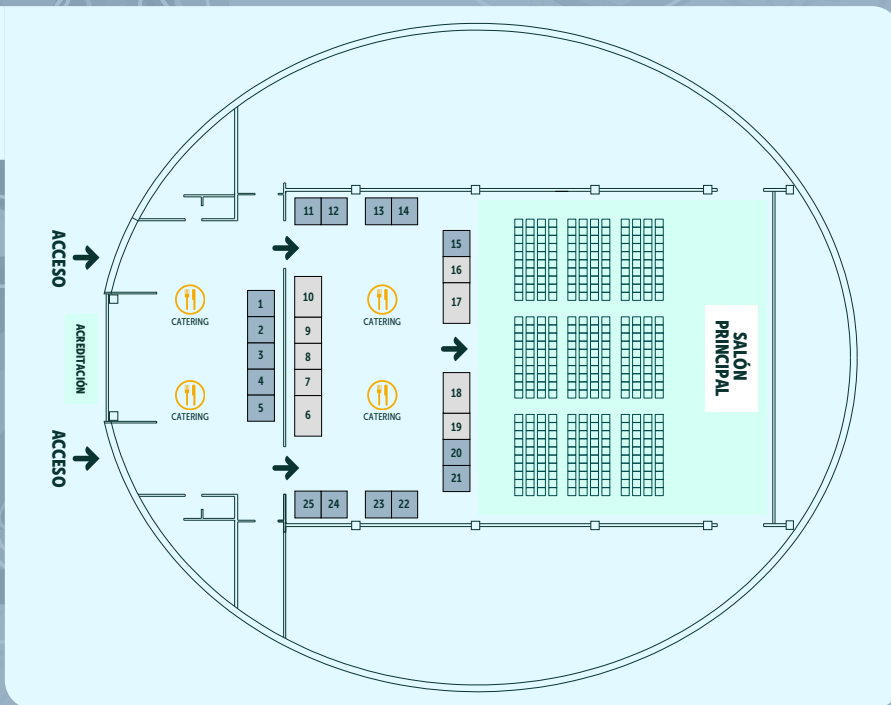 ACCESO
ACREDITACIÓN
ACCESO
CATERING
CATERING
1
2
3
4
5
11 12
13 14
10
9
8
7
6
CATERING
CATERING
25 24
23 22
15
16
17
18
19
20
21
SALÓN
PRINCIPAL